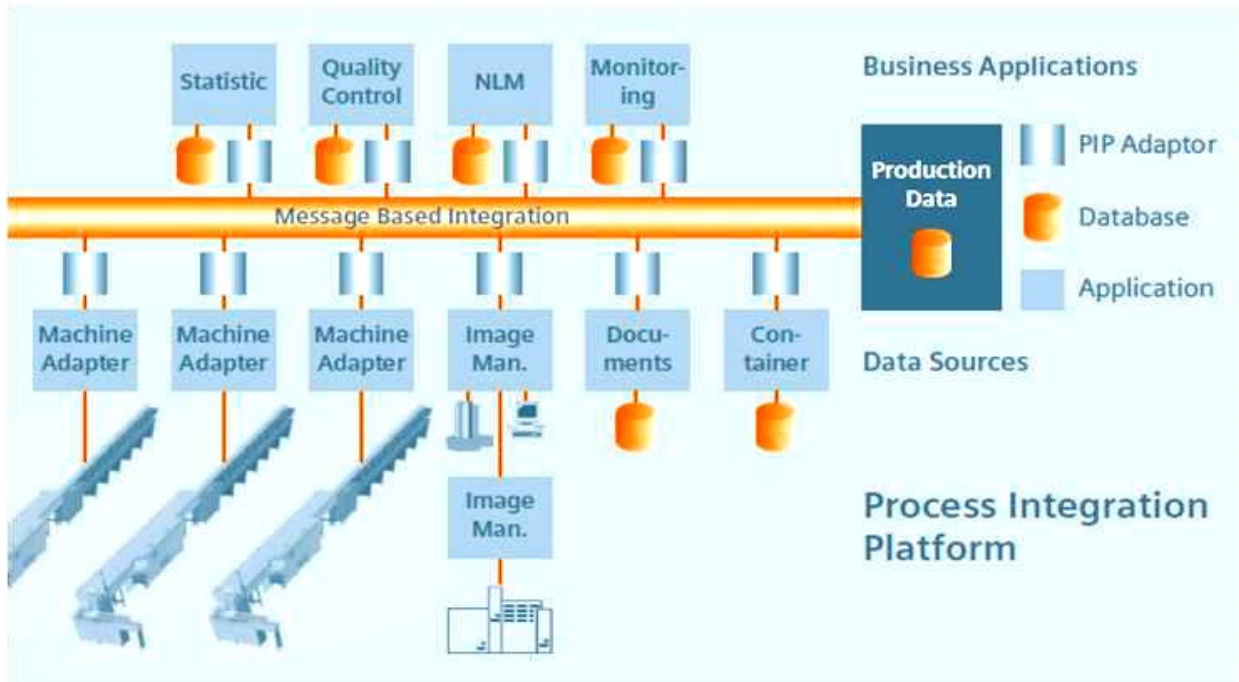 Statistic
Quality
Control
NLM
Monitor-
ing
Business Applications
Production
Data
PIP Adaptor
Database
Application
Message Based Integration
Machine
Adapter
Machine
Adapter
Machine
Adapter
Image
Man.
Docu-
ments
Con-
tainer
Data Sources
Image
Man.
Process Integration
Platform